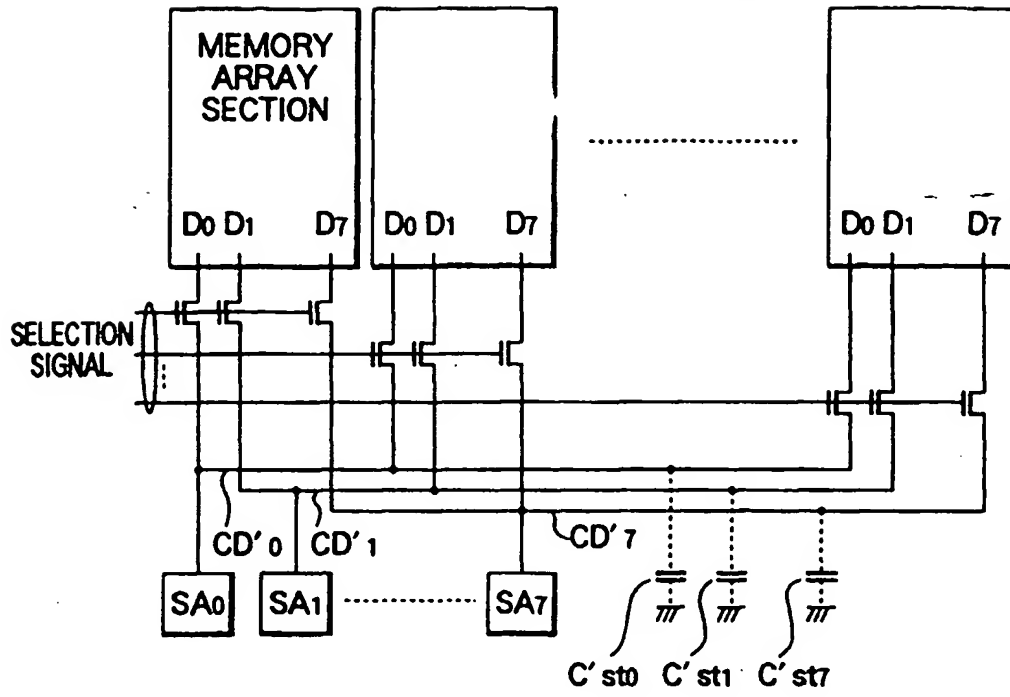 MEMORY
ARRAY
SECTION
D0 D1 D7
D0 D1 D7
D0 D1 D7
SELECTION
SIGNAL
CD'0 CD'1 CD'7
SA0 SA1 SA7
C'st0 C'st1 C'st7